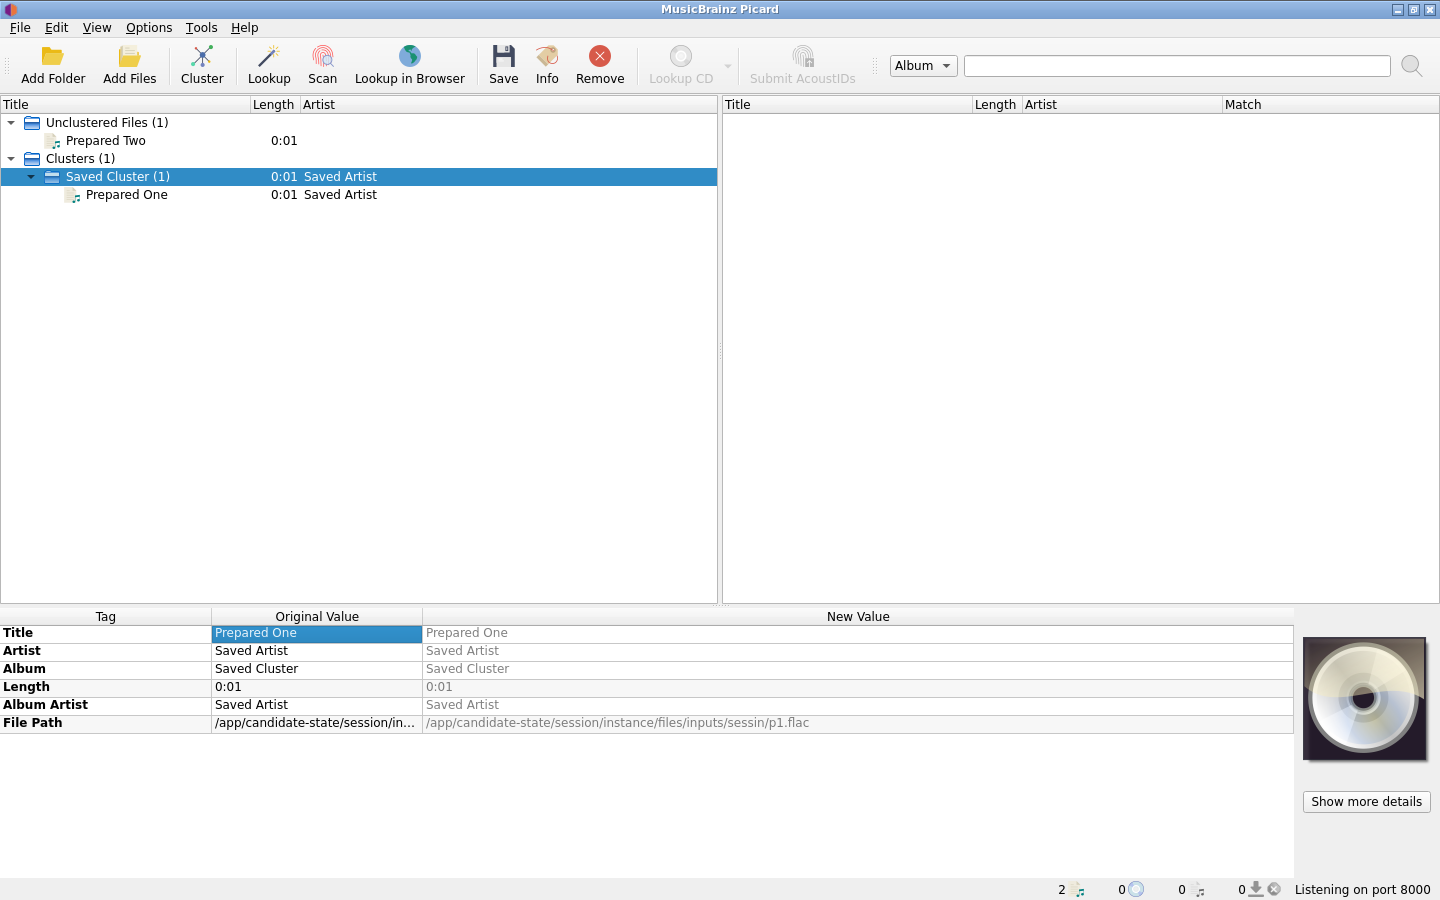 MusicBrainz Picard
File Edit View Options Tools Help
Add Folder Add Files Cluster Lookup Scan Lookup in Browser Save Info Remove Lookup CD Submit AcoustIDs Album
Title Length Artist Title Length Artist Match
Unclustered Files (1)
Prepared Two 0:01
Clusters (1)
Saved Cluster (1) 0:01 Saved Artist
Prepared One 0:01 Saved Artist
Tag Original Value New Value
Title Prepared One Prepared One
Artist Saved Artist Saved Artist
Album Saved Cluster Saved Cluster
Length 0:01 0:01
Album Artist Saved Artist Saved Artist
File Path /app/candidate-state/session/in... /app/candidate-state/session/instance/files/inputs/sessin/p1.flac
Show more details
2 0 0 0 Listening on port 8000